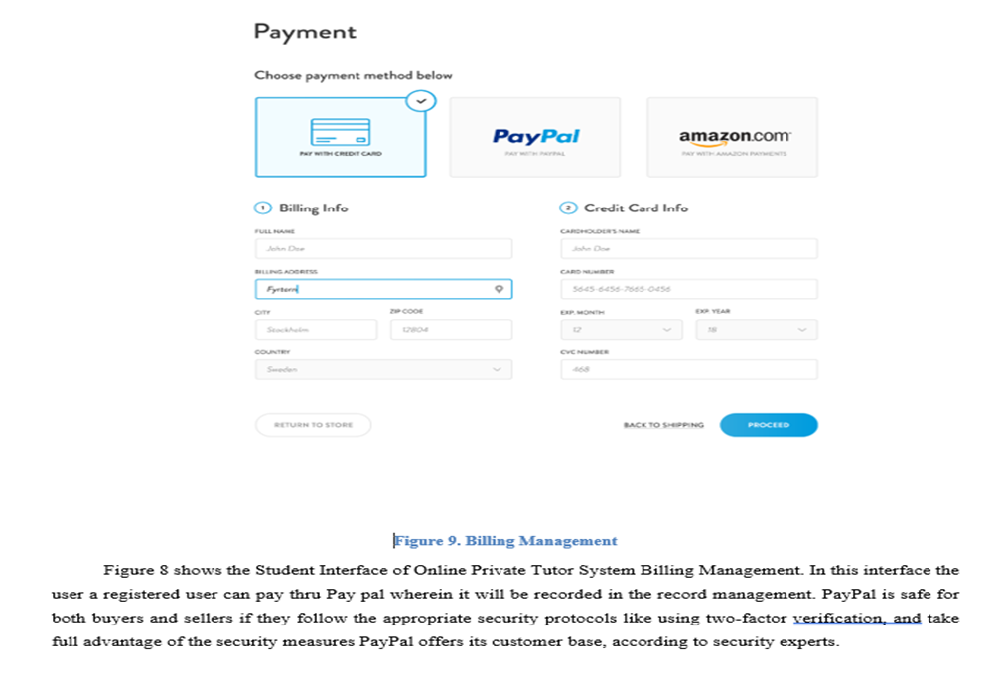 Payment
Choose payment method below
PAY WITH CREDIT CARD
PayPal
PAY WITH PAYPAL
amazon.com
PAY WITH AMAZON PAYMENTS
1 Billing Info
FULL NAME
John Doe
BILLING ADDRESS
Fyrtorn
CITY
ZIP CODE
Stockholm
12804
COUNTRY
Sweden
2 Credit Card Info
CARDHOLDER'S NAME
John Doe
CARD NUMBER
5645-6456-7665-0456
EXP. MONTH
EXP. YEAR
12
18
CVC NUMBER
468
RETURN TO STORE
BACK TO SHIPPING
PROCEED
Figure 9. Billing Management
Figure 8 shows the Student Interface of Online Private Tutor System Billing Management. In this interface the
user a registered user can pay thru Pay pal wherein it will be recorded in the record management. PayPal is safe for
both buyers and sellers if they follow the appropriate security protocols like using two-factor verification, and take
full advantage of the security measures PayPal offers its customer base, according to security experts.